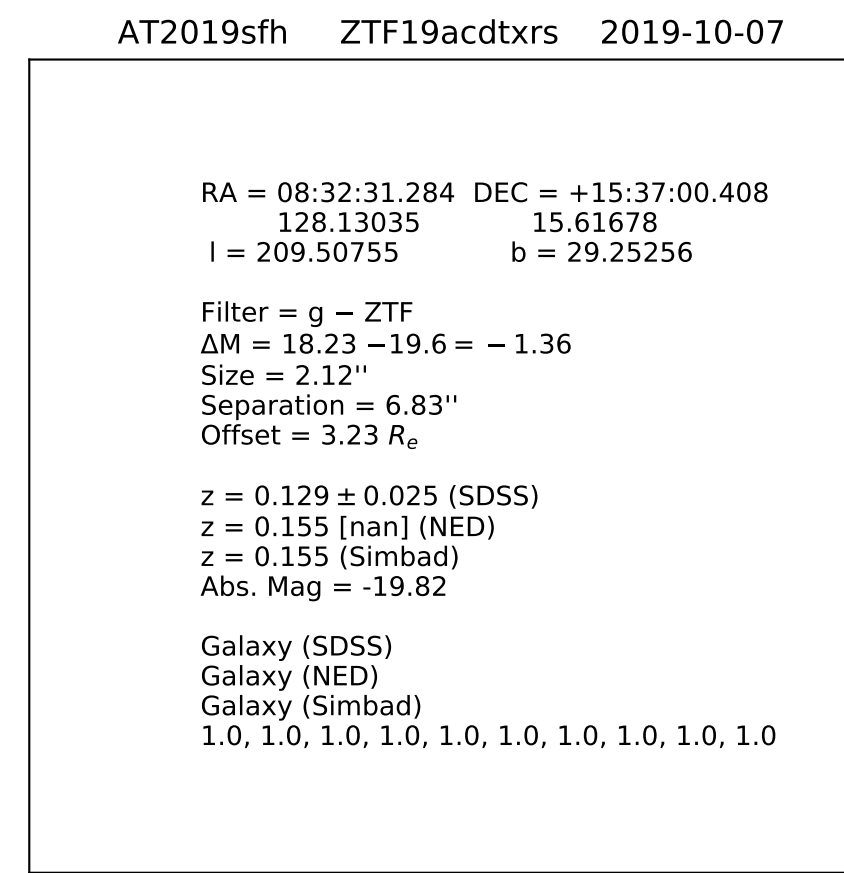 AT2019sfh ZTF19acdtxrs 2019-10-07
RA = 08:32:31.284 DEC = +15:37:00.408
128.13035 15.61678
l = 209.50755 b = 29.25256
Filter = g − ZTF
ΔM = 18.23 −19.6 = − 1.36
Size = 2.12''
Separation = 6.83''
Offset = 3.23 Rₑ
z = 0.129 ± 0.025 (SDSS)
z = 0.155 [nan] (NED)
z = 0.155 (Simbad)
Abs. Mag = -19.82
Galaxy (SDSS)
Galaxy (NED)
Galaxy (Simbad)
1.0, 1.0, 1.0, 1.0, 1.0, 1.0, 1.0, 1.0, 1.0, 1.0